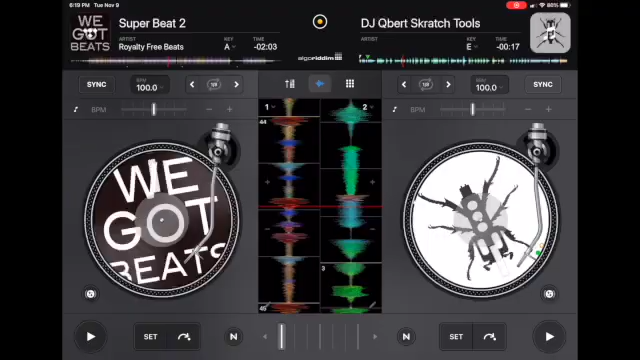 6:19 PM Tue Nov 9
80%
WE
GOT
BEATS
Super Beat 2
ARTIST
Royalty Free Beats
KEY
A
TIME
-02:03
algoriddim
DJ Qbert Skratch Tools
ARTIST
KEY
E
TIME
-00:17
SYNC
BPM
100.0
BPM
100.0
SYNC
BPM
1
2
BPM
44
WE
GOT
BEATS
3
45
SET
N
N
SET